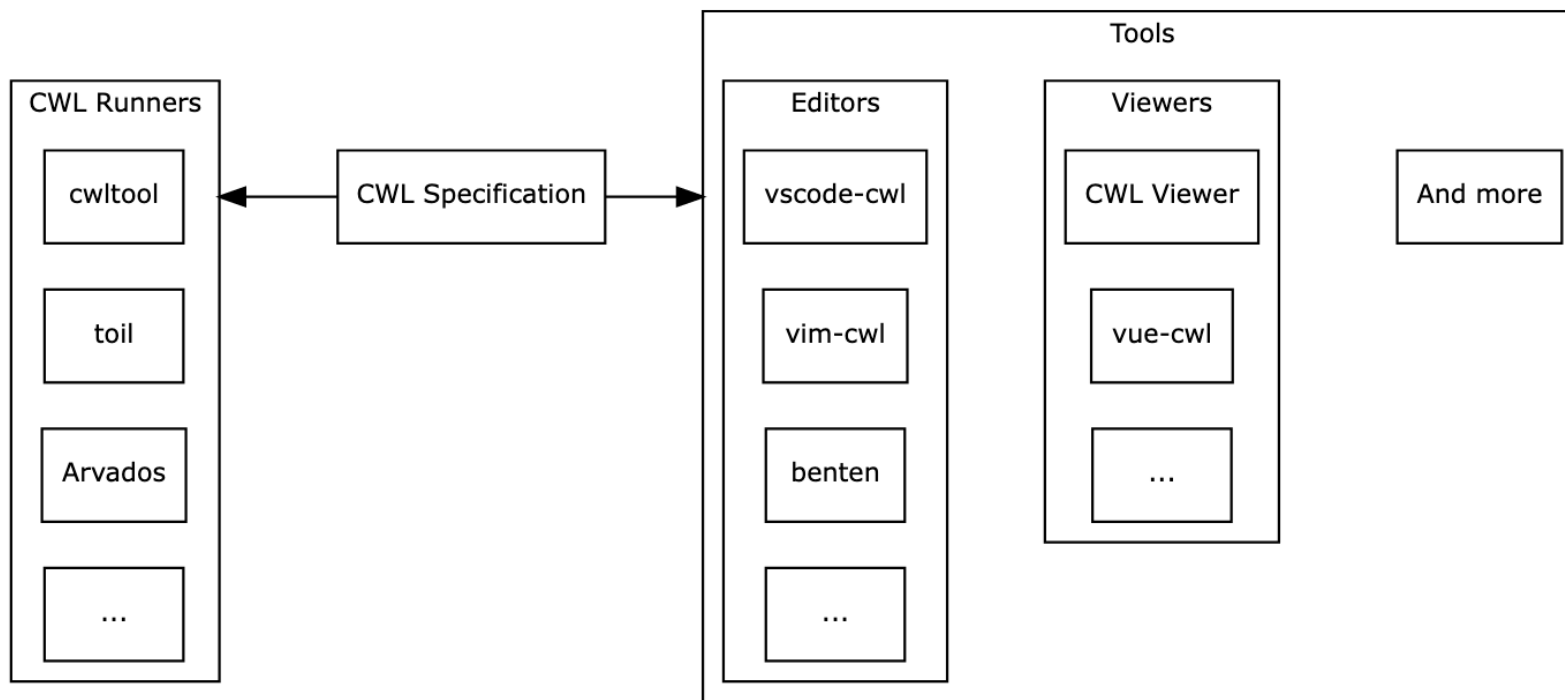 Tools
CWL Runners
cwltool
toil
Arvados
...
CWL Specification
Editors
vscode-cwl
vim-cwl
benten
...
Viewers
CWL Viewer
vue-cwl
...
And more